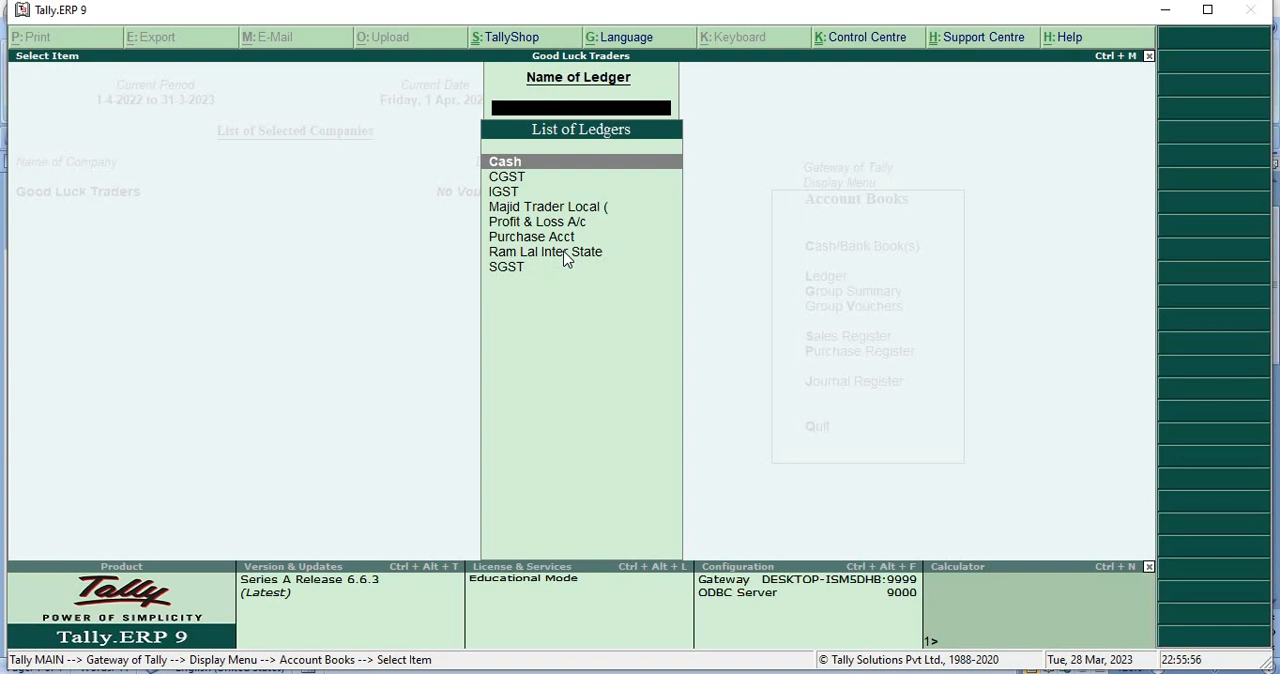 Tally.ERP 9
P: Print E: Export M: E-Mail O: Upload S: TallyShop G: Language K: Keyboard K: Control Centre H: Support Centre H: Help
Select Item Good Luck Traders Ctrl + M
Name of Ledger
Current Period Current Date
1-4-2022 to 31-3-2023 Friday, 1 Apr, 202
List of Selected Companies
Name of Company
Good Luck Traders No Vou
List of Ledgers
Cash
CGST
IGST
Majid Trader Local (
Profit & Loss A/c
Purchase Acct
Ram Lal Inter State
SGST
Gateway of Tally
Display Menu
Account Books
Cash/Bank Book(s)
Ledger
Group Summary
Group Vouchers
Sales Register
Purchase Register
Journal Register
Quit
Product Version & Updates Ctrl + Alt + T License & Services Ctrl + Alt + L Configuration Ctrl + Alt + F Calculator Ctrl + N
Tally
POWER OF SIMPLICITY
Tally.ERP 9
Series A Release 6.6.3
(Latest)
Educational Mode
Gateway DESKTOP-ISM5DHB:9999
ODBC Server 9000
1>
Tally MAIN --> Gateway of Tally --> Display Menu --> Account Books --> Select Item © Tally Solutions Pvt Ltd., 1988-2020 Tue, 28 Mar, 2023 22:55:56